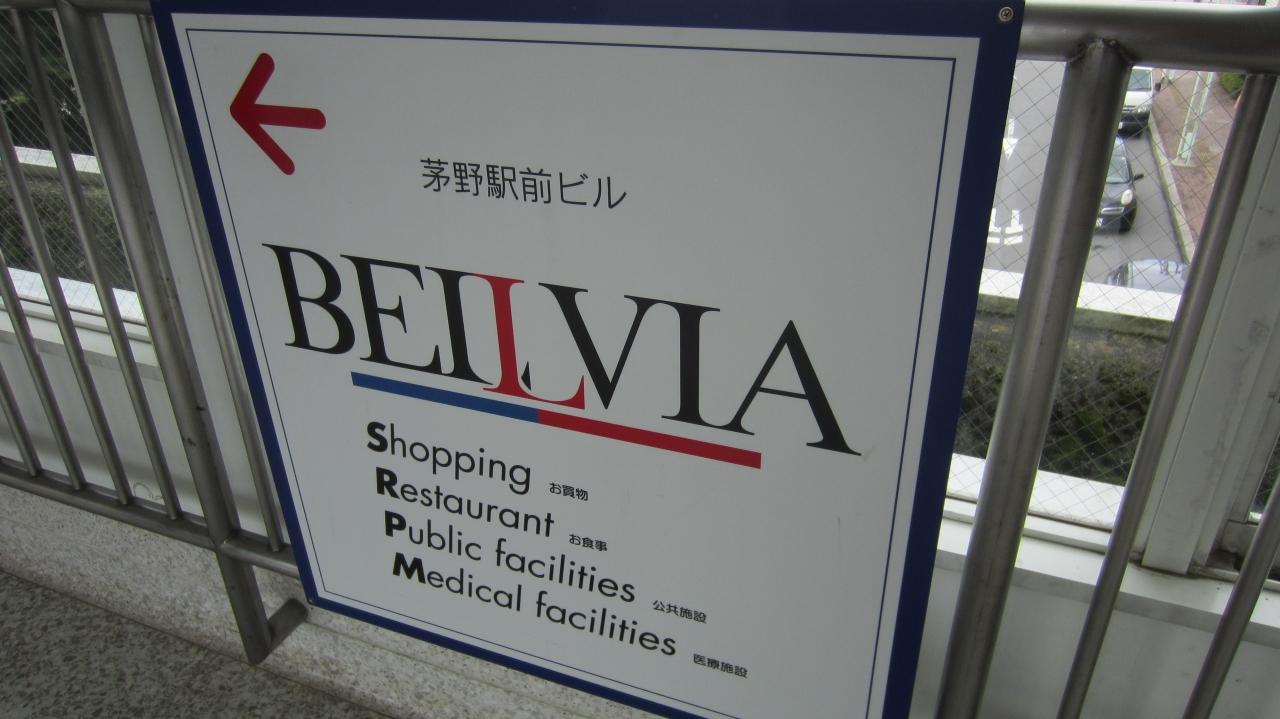 茅野駅前ビル
BELLVIA
Shopping お買物
Restaurant お食事
Public facilities 公共施設
Medical facilities 医療施設